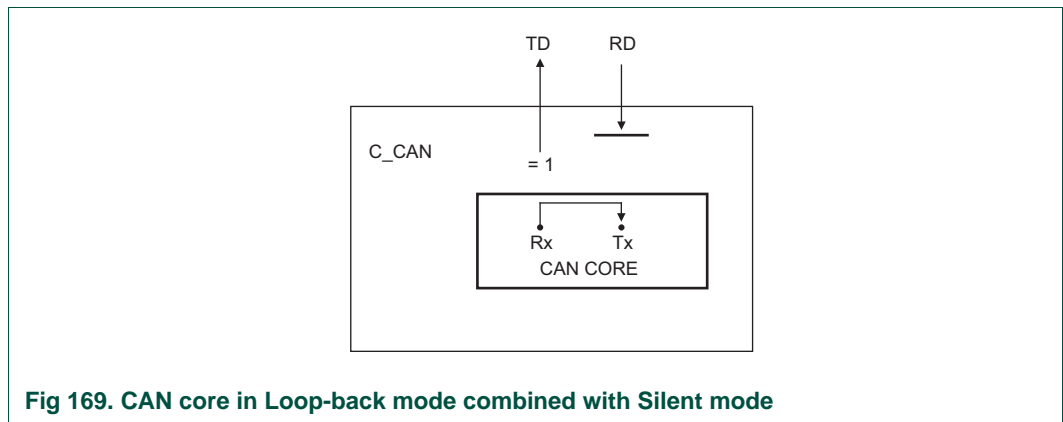 TD RD
C_CAN
= 1
Rx Tx
CAN CORE
Fig 169. CAN core in Loop-back mode combined with Silent mode